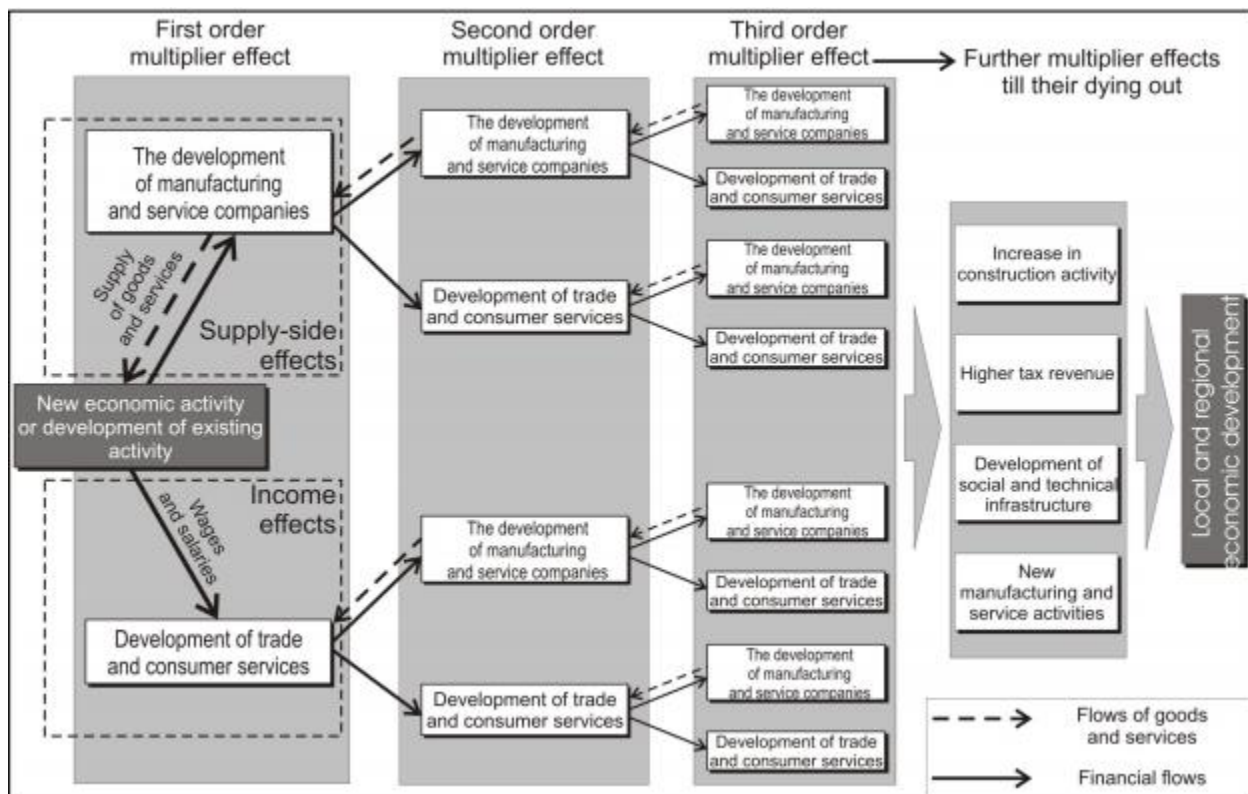 First order
multiplier effect
Second order
multiplier effect
Third order
multiplier effect
Further multiplier effects
till their dying out
The development
of manufacturing
and service companies
Supply
of goods
and services
Supply-side
effects
New economic activity
or development of existing
activity
Income
effects
Wages
and salaries
Development of trade
and consumer services
The development
of manufacturing
and service companies
Development of trade
and consumer services
The development
of manufacturing
and service companies
Development of trade
and consumer services
The development
of manufacturing
and service companies
Development of trade
and consumer services
The development
of manufacturing
and service companies
Development of trade
and consumer services
The development
of manufacturing
and service companies
Development of trade
and consumer services
The development
of manufacturing
and service companies
Development of trade
and consumer services
Increase in
construction activity
Higher tax revenue
Development of
social and technical
infrastructure
New
manufacturing and
service activities
Local and regional
economic development
Flows of goods
and services
Financial flows